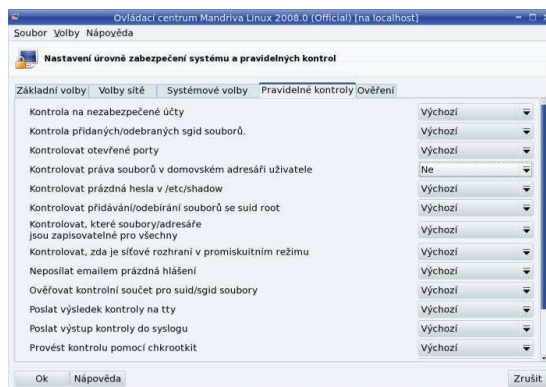 Ovládací centrum Mandriva Linux 2008.0 (Official) [na localhost]
Soubor Volby Nápověda
Nastavení úrovně zabezpečení systému a pravidelných kontrol
Základní volby Volby sítě Systémové volby Pravidelné kontroly Ověření
Kontrola na nezabezpečené účty Výchozí
Kontrola přidaných/odebraných sgid souborů. Výchozí
Kontrolovat otevřené porty Výchozí
Kontrolovat práva souborů v domovském adresáři uživatele Ne
Kontrolovat prázdná hesla v /etc/shadow Výchozí
Kontrolovat přidávání/odebírání souborů se suid root Výchozí
Kontrolovat, které soubory/adresáře
jsou zapisovatelné pro všechny Výchozí
Kontrolovat, zda je síťové rozhraní v promiskuitním režimu Výchozí
Neposílat emailem prázdná hlášení Výchozí
Ověřovat kontrolní součet pro suid/sgid soubory Výchozí
Poslat výsledek kontroly na tty Výchozí
Poslat výstup kontroly do syslogu Výchozí
Provést kontrolu pomocí chkrootkit Výchozí
Ok Nápověda Zrušit